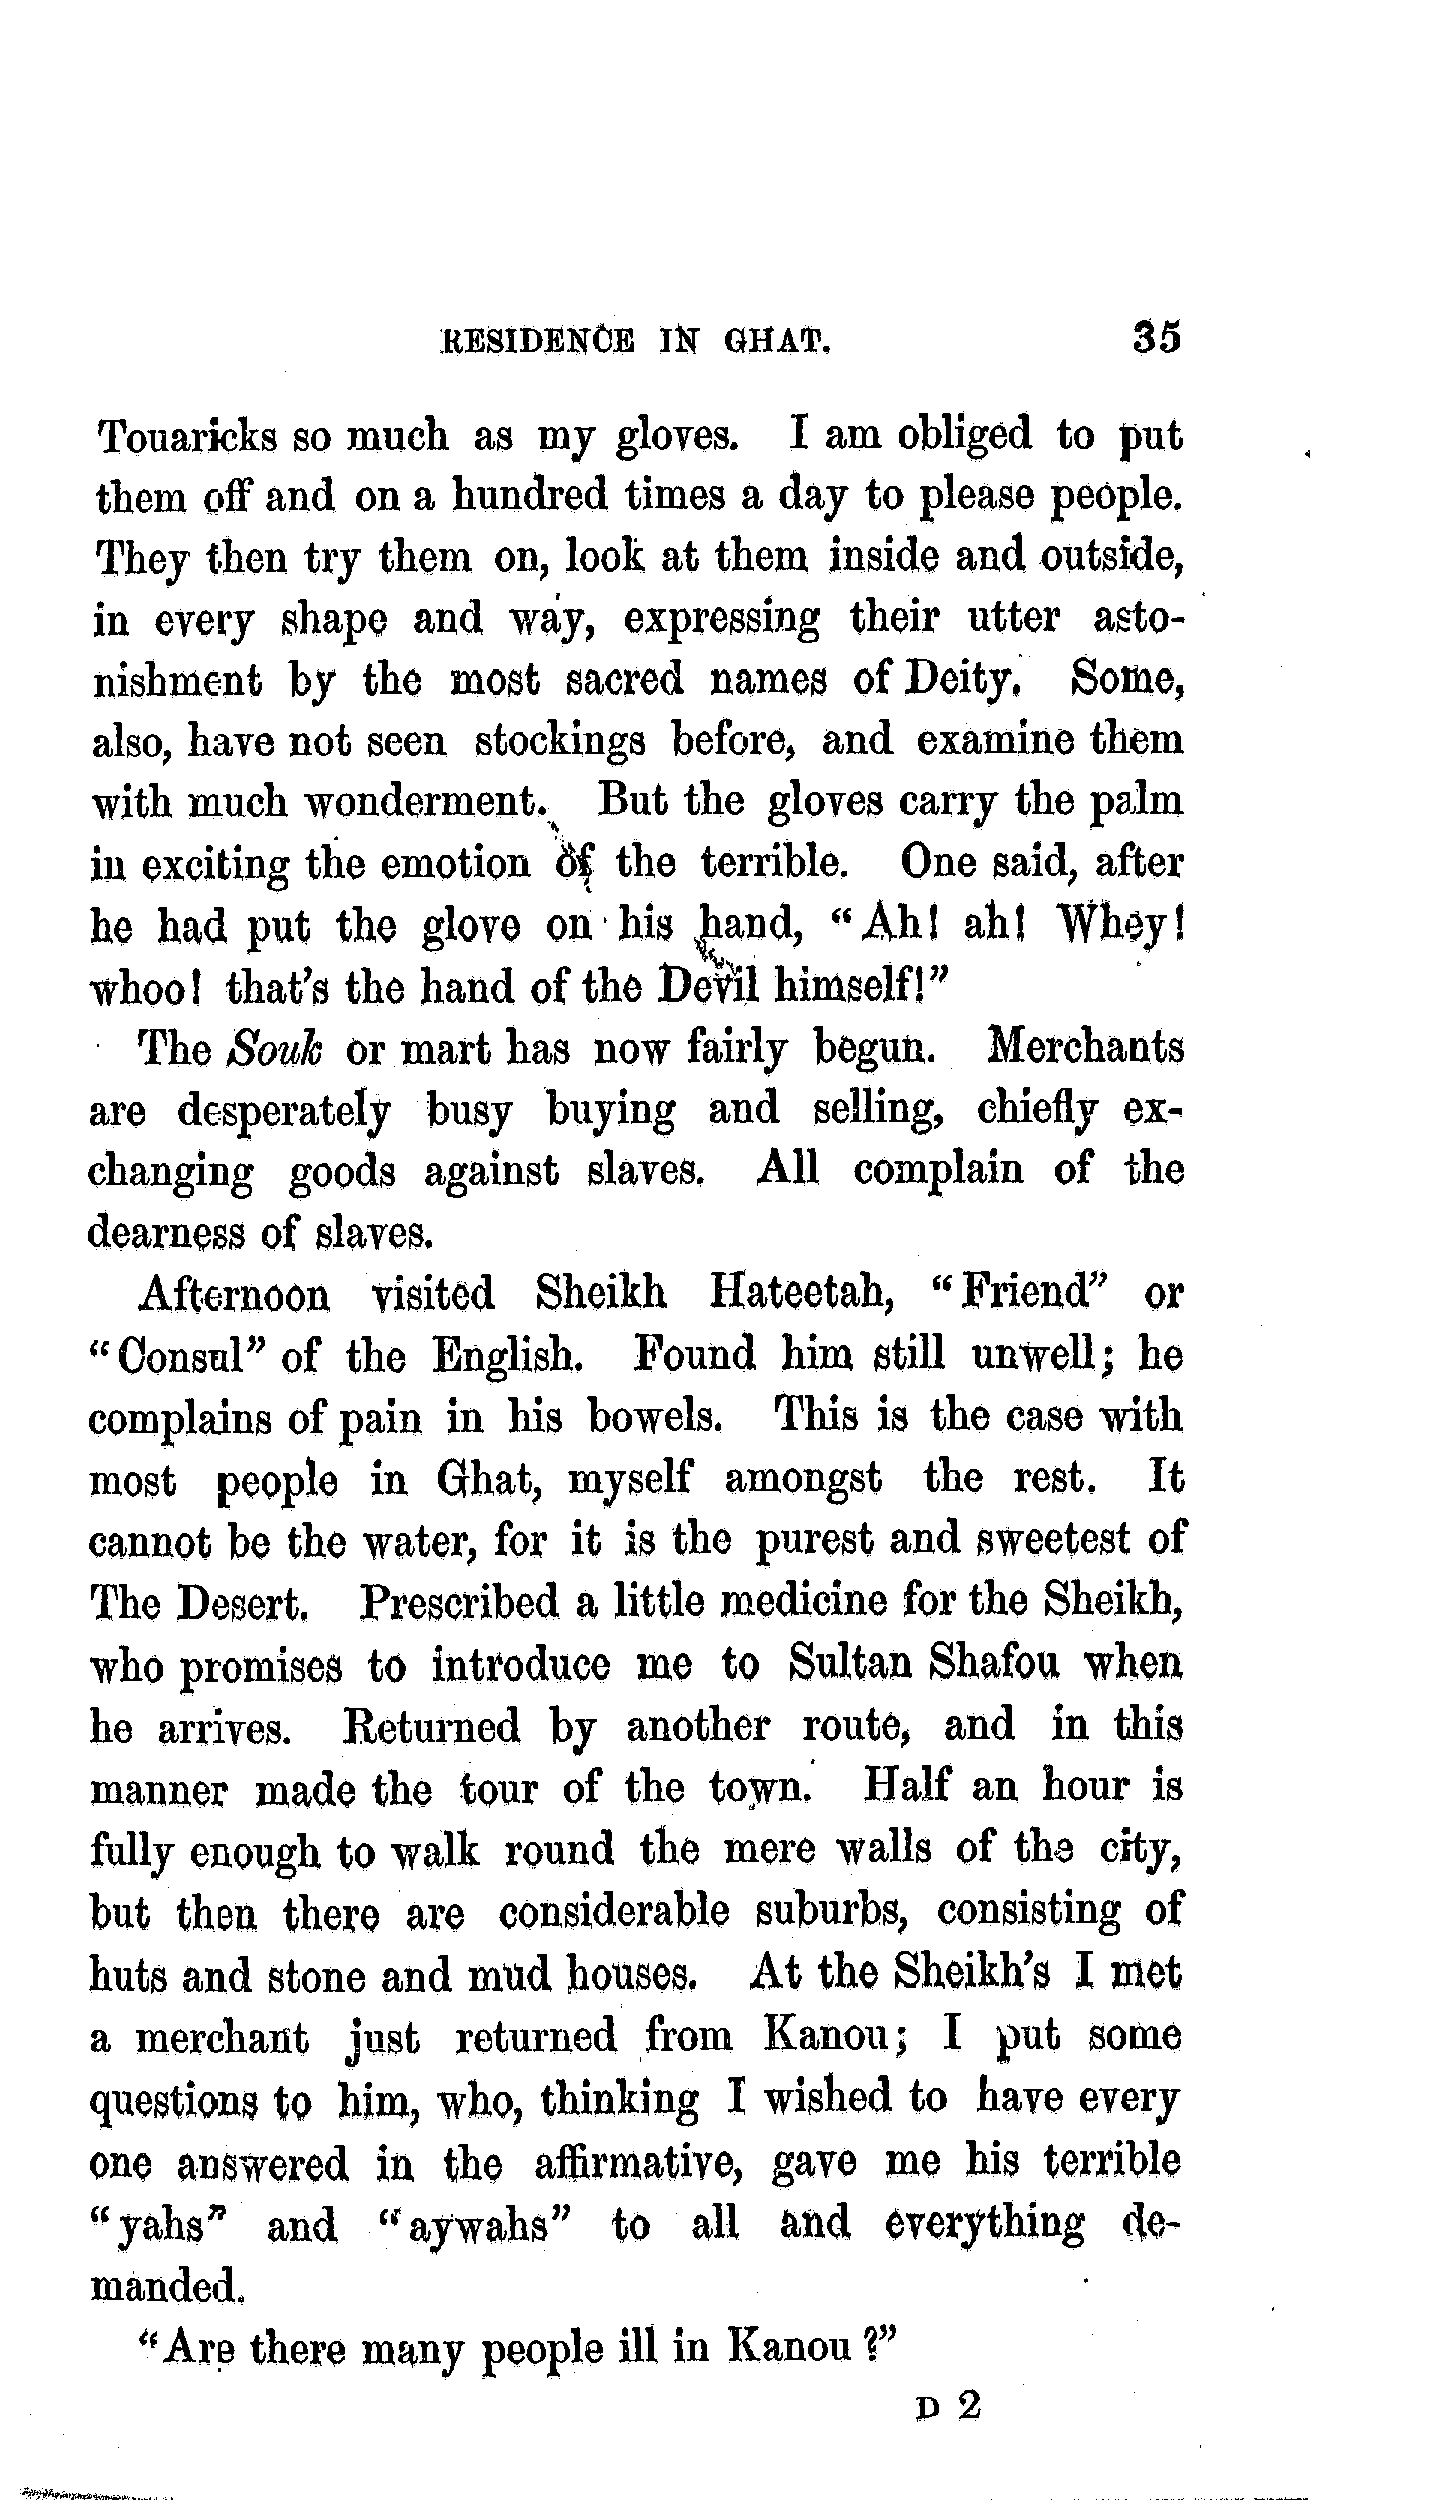 RESIDENCE IN GHAT. 35
Touaricks so much as my gloves. I am obliged to put
them off and on a hundred times a day to please people.
They then try them on, look at them inside and outside,
in every shape and way, expressing their utter asto-
nishment by the most sacred names of Deity. Some,
also, have not seen stockings before, and examine them
with much wonderment. But the gloves carry the palm
in exciting the emotion of the terrible. One said, after
he had put the glove on his hand, “Ah! ah! Whey!
whoo! that's the hand of the Devil himself!”
The Souk or mart has now fairly begun. Merchants
are desperately busy buying and selling, chiefly ex-
changing goods against slaves. All complain of the
dearness of slaves.
Afternoon visited Sheikh Hateetah, “Friend” or
“Consul” of the English. Found him still unwell; he
complains of pain in his bowels. This is the case with
most people in Ghat, myself amongst the rest. It
cannot be the water, for it is the purest and sweetest of
The Desert. Prescribed a little medicine for the Sheikh,
who promises to introduce me to Sultan Shafou when
he arrives. Returned by another route, and in this
manner made the tour of the town. Half an hour is
fully enough to walk round the mere walls of the city,
but then there are considerable suburbs, consisting of
huts and stone and mud houses. At the Sheikh's I met
a merchant just returned from Kanou; I put some
questions to him, who, thinking I wished to have every
one answered in the affirmative, gave me his terrible
“yahs” and “aywahs” to all and everything de-
manded.
“Are there many people ill in Kanou?”
D 2